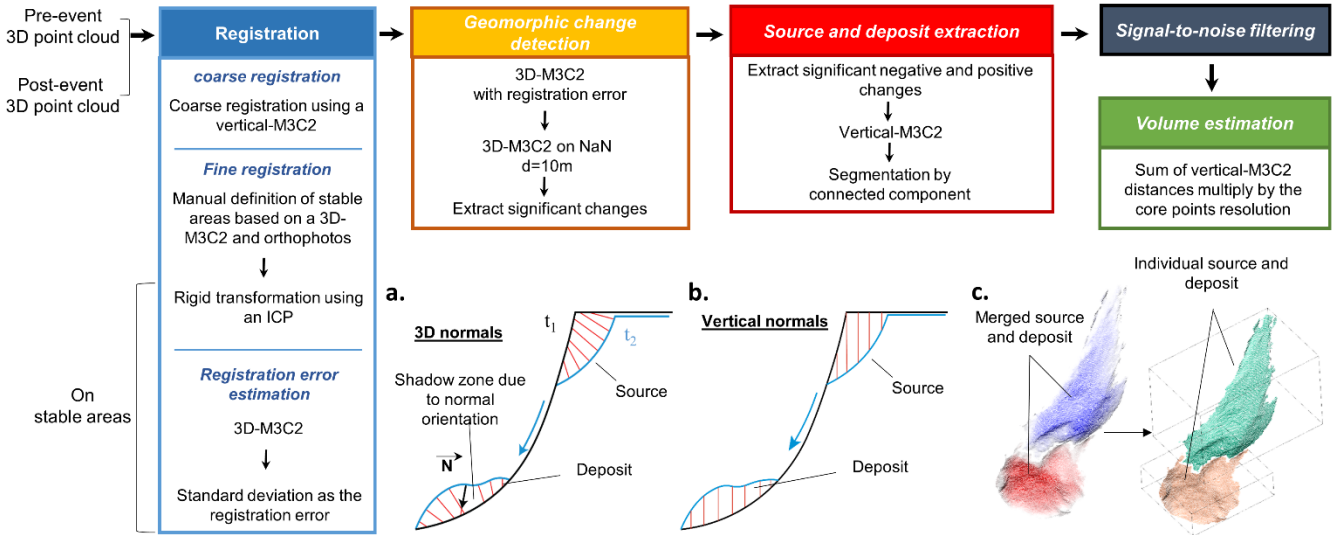 Pre-event
3D point cloud
Post-event
3D point cloud
Registration
coarse registration
Coarse registration using a
vertical-M3C2
Fine registration
Manual definition of stable
areas based on a 3D-
M3C2 and orthophotos
Rigid transformation using
an ICP
Registration error
estimation
3D-M3C2
Standard deviation as the
registration error
On
stable areas
Geomorphic change
detection
3D-M3C2
with registration error
3D-M3C2 on NaN
d=10m
Extract significant changes
Source and deposit extraction
Extract significant negative and positive
changes
Vertical-M3C2
Segmentation by
connected component
Signal-to-noise filtering
Volume estimation
Sum of vertical-M3C2
distances multiply by the
core points resolution
a.
3D normals
t1
t2
Shadow zone due
to normal
orientation
Source
N
Deposit
b.
Vertical normals
Source
Deposit
c.
Individual source and
deposit
Merged source
and deposit